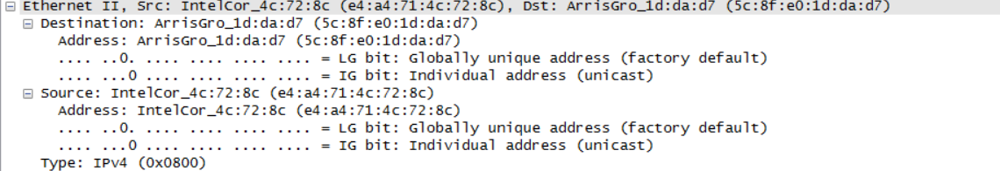 Ethernet II, Src: IntelCor_4c:72:8c (e4:a4:71:4c:72:8c), Dst: ArrisGro_1d:da:d7 (5c:8f:e0:1d:da:d7)
Destination: ArrisGro_1d:da:d7 (5c:8f:e0:1d:da:d7)
Address: ArrisGro_1d:da:d7 (5c:8f:e0:1d:da:d7)
.... ..0. .... .... .... .... = LG bit: Globally unique address (factory default)
.... ...0 .... .... .... .... = IG bit: Individual address (unicast)
Source: IntelCor_4c:72:8c (e4:a4:71:4c:72:8c)
Address: IntelCor_4c:72:8c (e4:a4:71:4c:72:8c)
.... ..0. .... .... .... .... = LG bit: Globally unique address (factory default)
.... ...0 .... .... .... .... = IG bit: Individual address (unicast)
Type: IPv4 (0x0800)